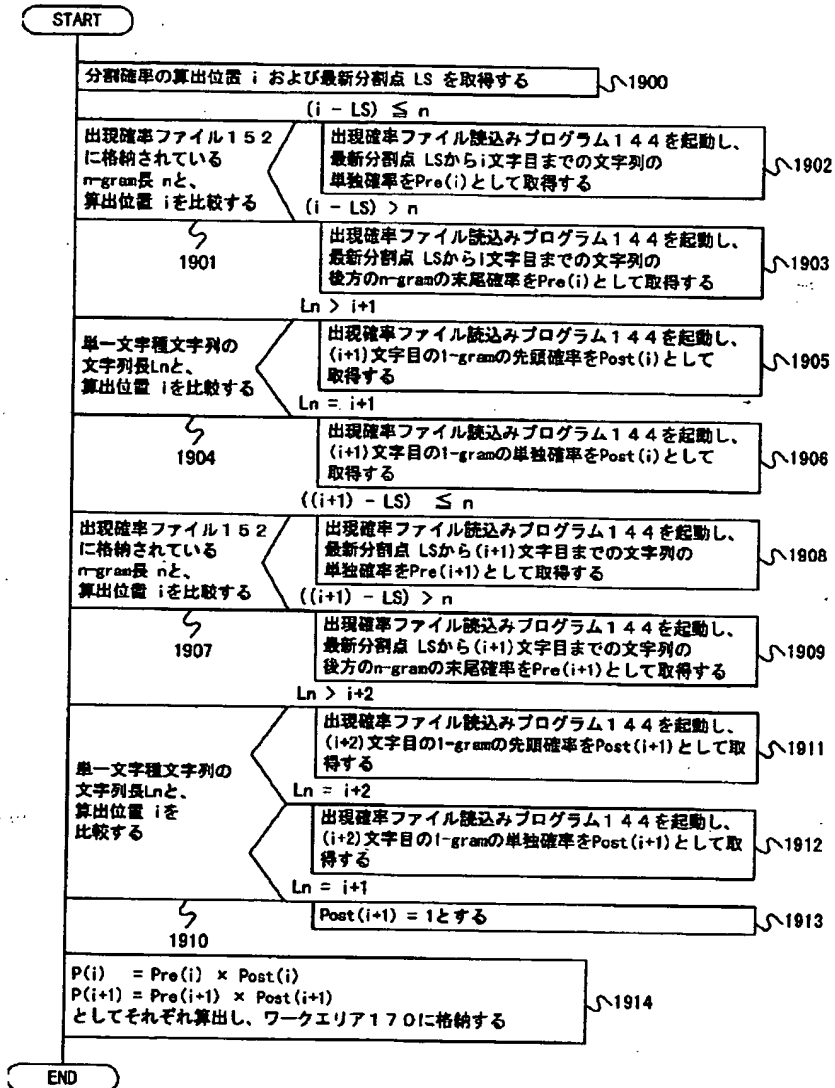 START
分割確率の算出位置 i および最新分割点 LS を取得する
1900
(i - LS) ≦ n
出現確率ファイル152
に格納されている
n-gram長 nと、
算出位置 iを比較する
1901
出現確率ファイル読込みプログラム144を起動し、
最新分割点 LSからi文字目までの文字列の
単独確率をPre(i)として取得する
1902
(i - LS) > n
出現確率ファイル読込みプログラム144を起動し、
最新分割点 LSからi文字目までの文字列の
後方のn-gramの末尾確率をPre(i)として取得する
1903
Ln > i+1
単一文字種文字列の
文字列長Lnと、
算出位置 iを比較する
1904
出現確率ファイル読込みプログラム144を起動し、
(i+1)文字目の1-gramの先頭確率をPost(i)として
取得する
1905
Ln = i+1
出現確率ファイル読込みプログラム144を起動し、
(i+1)文字目の1-gramの単独確率をPost(i)として
取得する
1906
((i+1) - LS) ≦ n
出現確率ファイル152
に格納されている
n-gram長 nと、
算出位置 iを比較する
1907
出現確率ファイル読込みプログラム144を起動し、
最新分割点 LSから(i+1)文字目までの文字列の
単独確率をPre(i+1)として取得する
1908
((i+1) - LS) > n
出現確率ファイル読込みプログラム144を起動し、
最新分割点 LSから(i+1)文字目までの文字列の
後方のn-gramの末尾確率をPre(i+1)として取得する
1909
Ln > i+2
単一文字種文字列の
文字列長Lnと、
算出位置 iを
比較する
1910
出現確率ファイル読込みプログラム144を起動し、
(i+2)文字目の1-gramの先頭確率をPost(i+1)として取
得する
1911
Ln = i+2
出現確率ファイル読込みプログラム144を起動し、
(i+2)文字目の1-gramの単独確率をPost(i+1)として取
得する
1912
Ln = i+1
Post(i+1) = 1とする
1913
P(i) = Pre(i) × Post(i)
P(i+1) = Pre(i+1) × Post(i+1)
としてそれぞれ算出し、ワークエリア170に格納する
1914
END